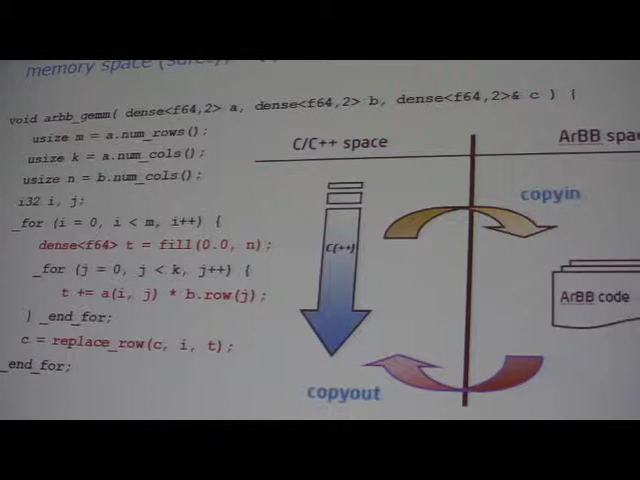 memory space
void arbb_gemm( dense<f64,2> a, dense<f64,2> b, dense<f64,2>& c ) {
usize m = a.num_rows();
usize k = a.num_cols();
usize n = b.num_cols();
i32 i, j;
_for (i = 0, i < m, i++) {
dense<f64> t = fill(0.0, n);
_for (j = 0, j < k, j++) {
t += a(i, j) * b.row(j);
} _end_for;
c = replace_row(c, i, t);
_end_for;
C/C++ space
ArBB spac
copyin
C(++)
ArBB code
copyout